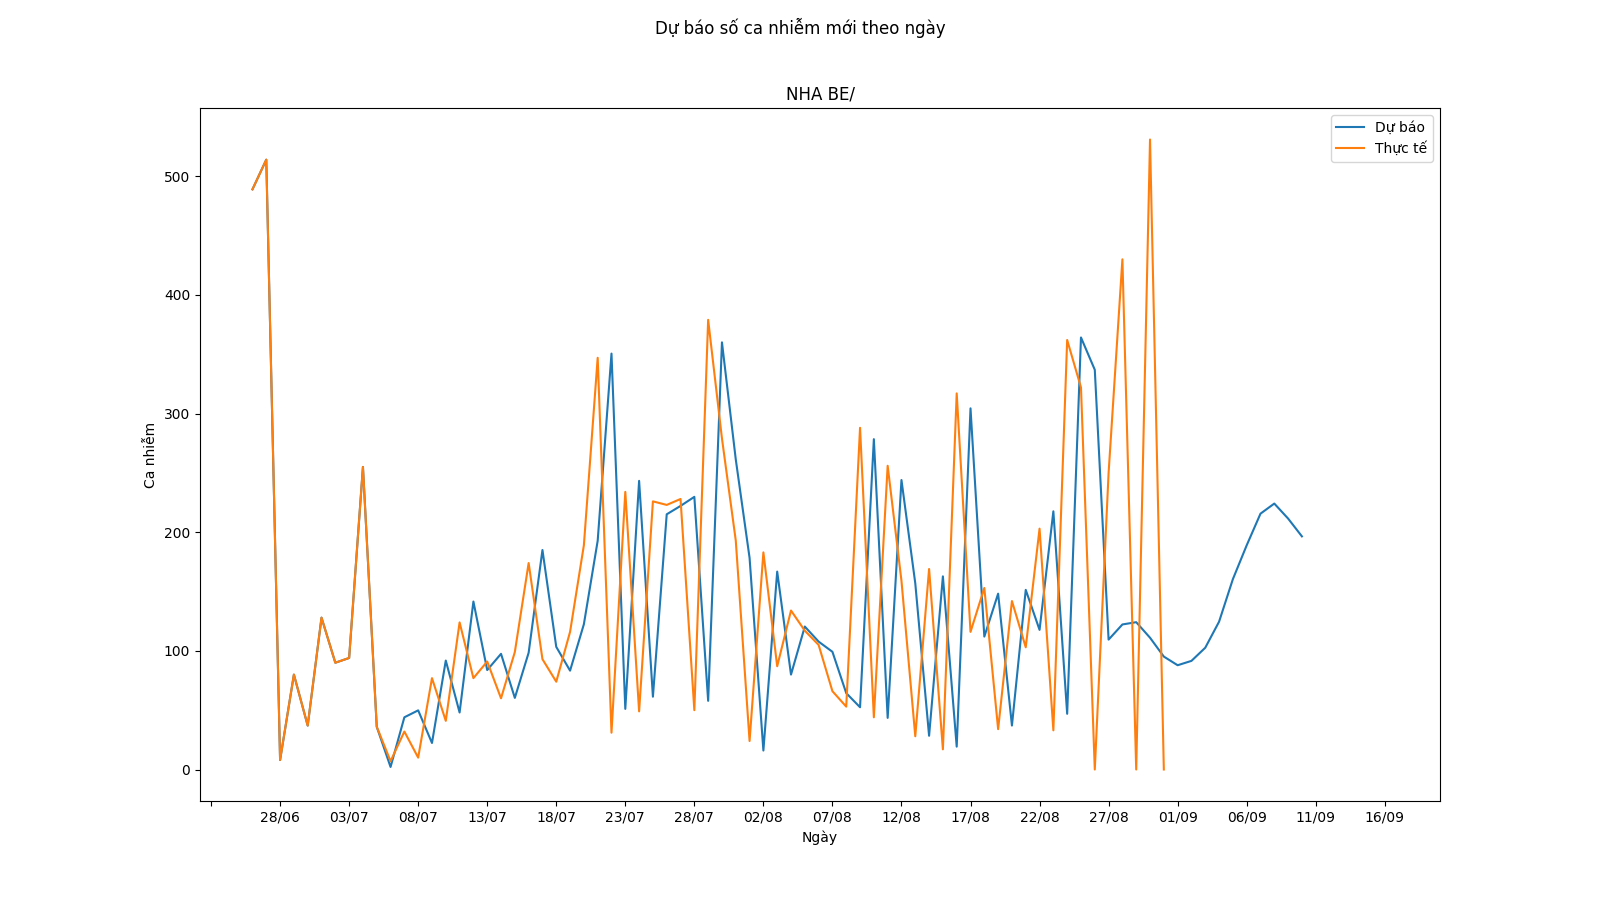 Dự báo số ca nhiễm mới theo ngày
NHA BE/
Dự báo
Thực tế
500
400
300
200
100
0
Ca nhiễm
28/06 03/07 08/07 13/07 18/07 23/07 28/07 02/08 07/08 12/08 17/08 22/08 27/08 01/09 06/09 11/09 16/09
Ngày